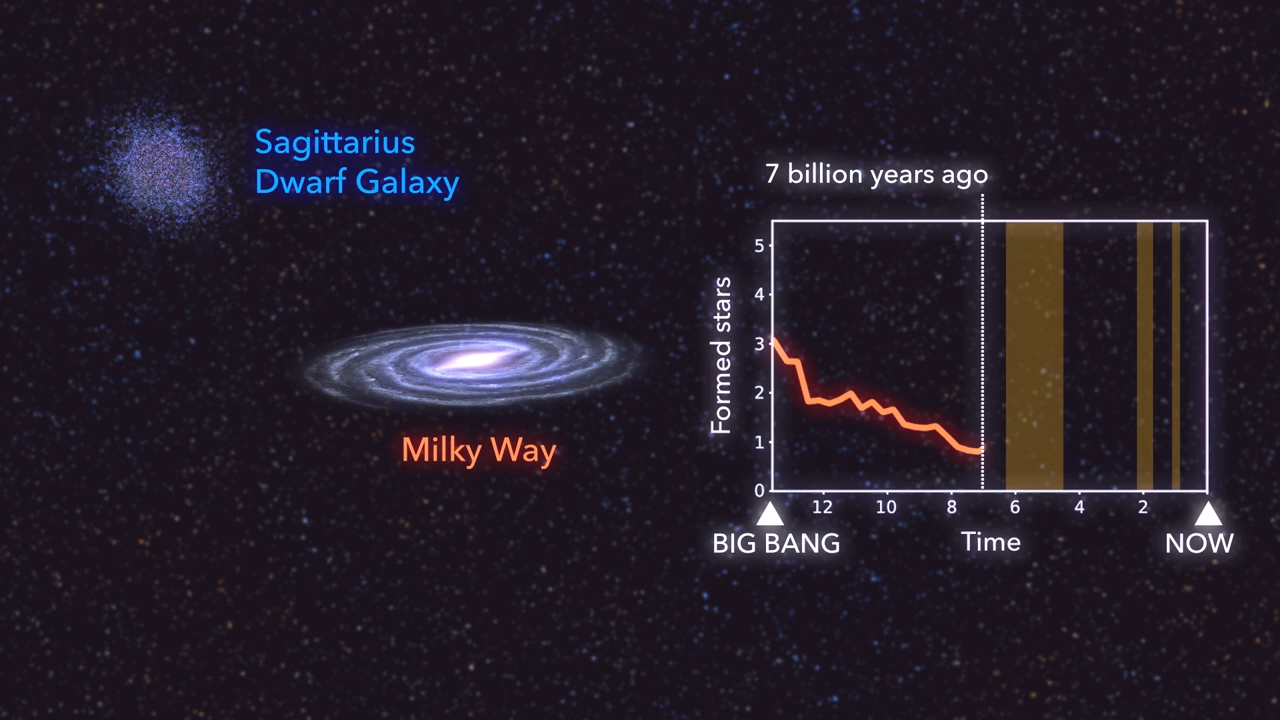 Sagittarius
Dwarf Galaxy
Milky Way
7 billion years ago
Formed stars
5
4
3
2
1
0
12 10 8 6 4 2
BIG BANG Time NOW